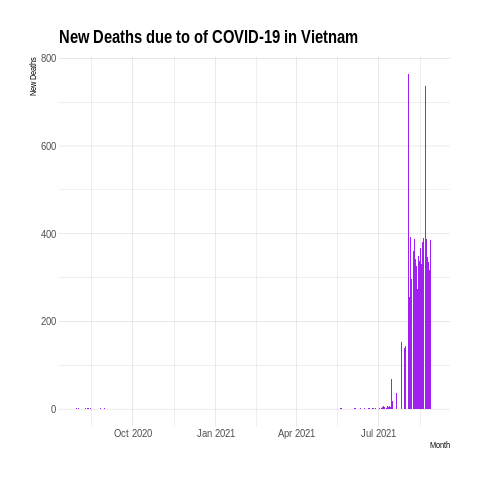 New Deaths due to of COVID-19 in Vietnam
New Deaths
800
600
400
200
0
Oct 2020
Jan 2021
Apr 2021
Jul 2021
Month